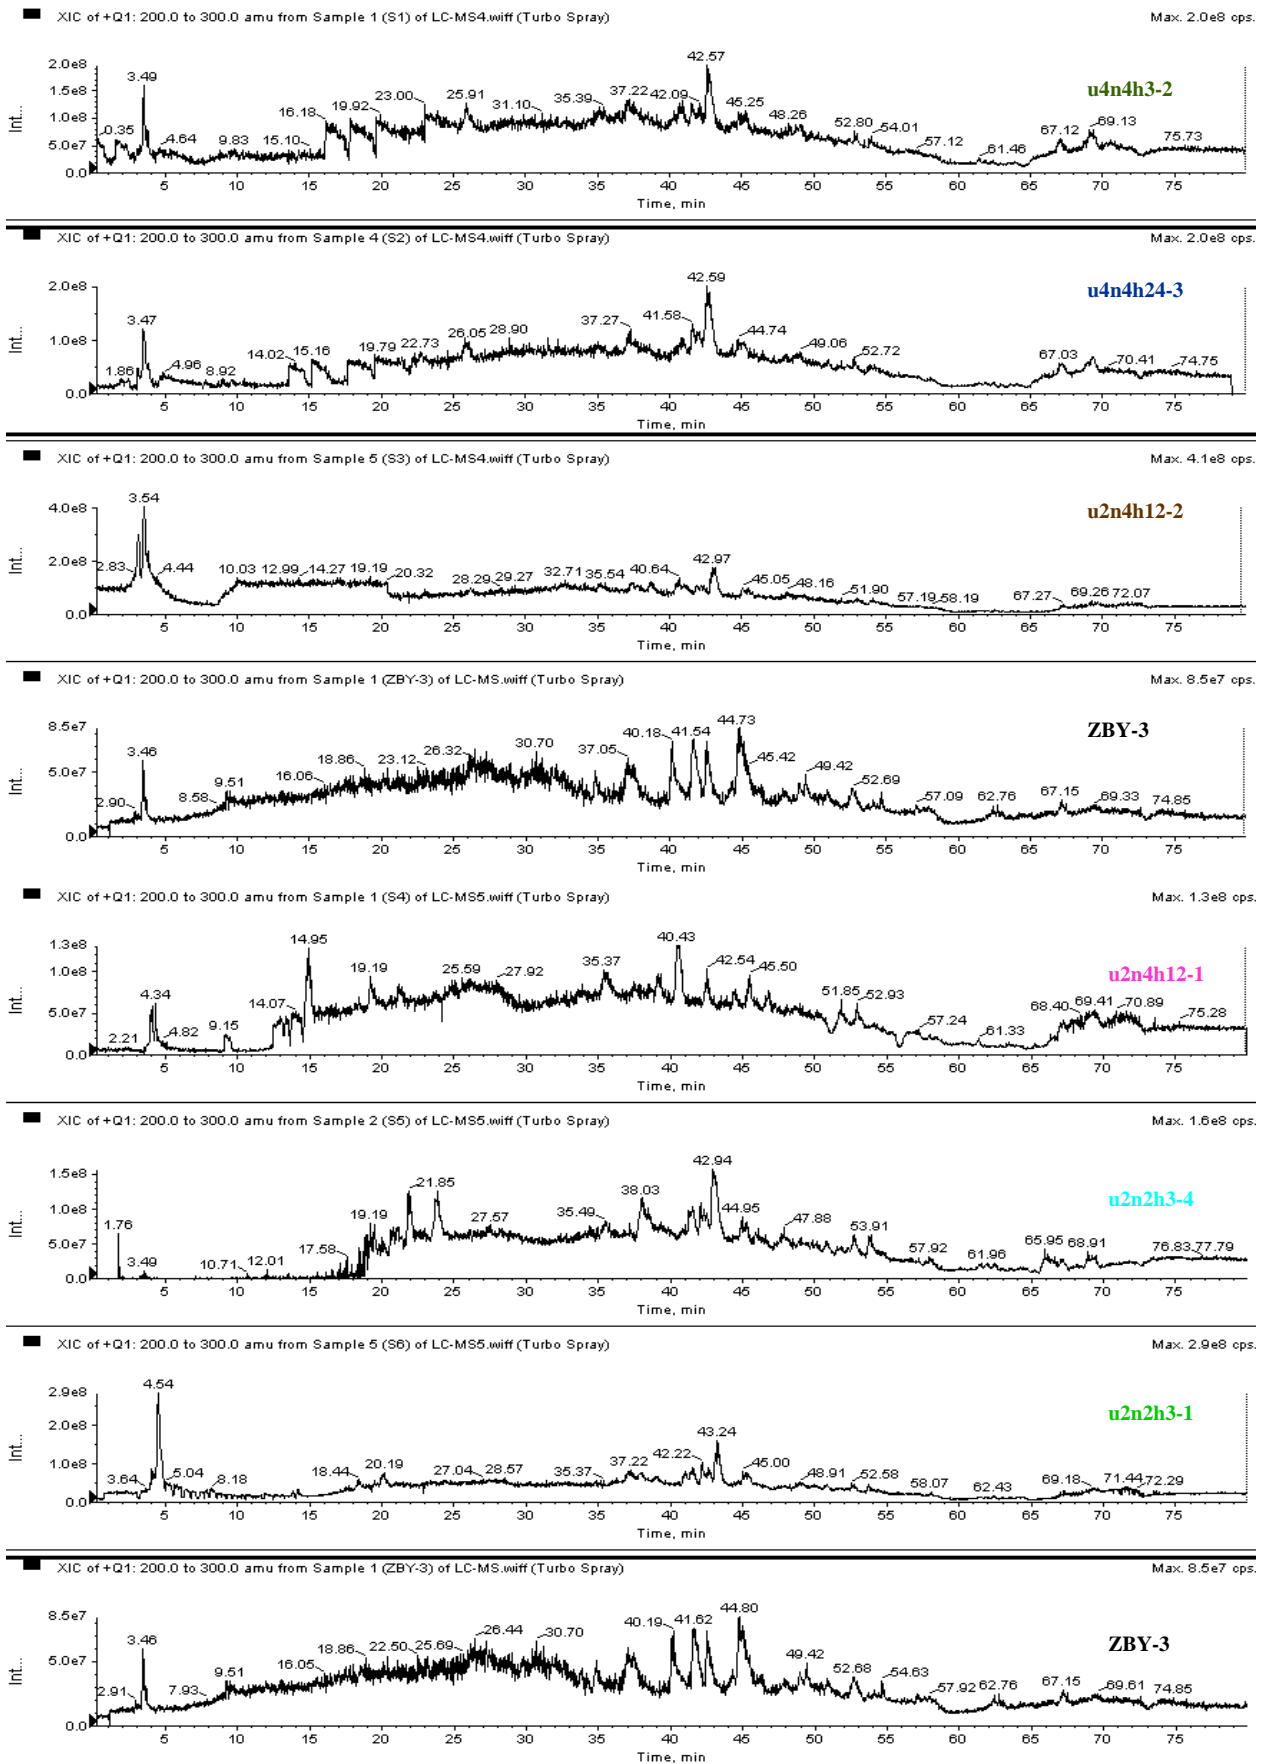 XIC of +Q1: 200.0 to 300.0 amu from Sample 1 (S1) of LC-MS4.wiff (Turbo Spray) Max. 2.0e8 cps.
42.57
2.0e8 3.49
1.5e8 16.18 19.92 23.00 25.91 31.10 35.39 37.22 42.09 45.25 u4n4h3-2
1.0e8 0.35 4.64 9.83 15.10 48.26 52.80 54.01 57.12 61.46 67.12 69.13 75.73
5.0e7
0.0
Int...
5 10 15 20 25 30 35 40 45 50 55 60 65 70 75
Time, min
XIC of +Q1: 200.0 to 300.0 amu from Sample 4 (S2) of LC-MS4.wiff (Turbo Spray) Max. 2.0e8 cps.
42.59
2.0e8 3.47 37.27 41.58 44.74 u4n4h24-3
1.0e8 1.86 4.96 8.92 14.02 15.16 19.79 22.73 26.05 28.90 49.06 52.72 67.03 70.41 74.75
0.0
Int...
5 10 15 20 25 30 35 40 45 50 55 60 65 70 75
Time, min
XIC of +Q1: 200.0 to 300.0 amu from Sample 5 (S3) of LC-MS4.wiff (Turbo Spray) Max. 4.1e8 cps.
3.54
4.0e8 u2n4h12-2
2.0e8 2.83 4.44 10.03 12.99 14.27 19.19 20.32 28.29 29.27 32.71 35.54 40.64 42.97 45.05 48.16 51.90 57.19 58.19 67.27 69.26 72.07
0.0
Int...
5 10 15 20 25 30 35 40 45 50 55 60 65 70 75
Time, min
XIC of +Q1: 200.0 to 300.0 amu from Sample 1 (ZBY-3) of LC-MS.wiff (Turbo Spray) Max. 8.5e7 cps.
8.5e7 3.46 18.86 23.12 26.32 30.70 37.05 40.18 41.54 44.73 45.42 ZBY-3
5.0e7 2.90 8.58 9.51 16.06 49.42 52.69 57.09 62.76 67.15 69.33 74.85
0.0
Int...
5 10 15 20 25 30 35 40 45 50 55 60 65 70 75
Time, min
XIC of +Q1: 200.0 to 300.0 amu from Sample 1 (S4) of LC-MS5.wiff (Turbo Spray) Max. 1.3e8 cps.
1.3e8 14.95 40.43
1.0e8 4.34 19.19 25.59 27.92 35.37 42.54 45.50 u2n4h12-1
5.0e7 2.21 4.82 9.15 14.07 51.85 52.93 57.24 61.33 68.40 69.41 70.89 75.28
0.0
Int...
5 10 15 20 25 30 35 40 45 50 55 60 65 70 75
Time, min
XIC of +Q1: 200.0 to 300.0 amu from Sample 2 (S5) of LC-MS5.wiff (Turbo Spray) Max. 1.6e8 cps.
42.94
1.5e8 21.85 38.03
1.0e8 1.76 19.19 27.57 35.49 44.95 47.88 u2n2h3-4
5.0e7 3.49 10.71 12.01 17.58 53.91 57.92 61.96 65.95 68.91 76.83 77.79
0.0
Int...
5 10 15 20 25 30 35 40 45 50 55 60 65 70 75
Time, min
XIC of +Q1: 200.0 to 300.0 amu from Sample 5 (S6) of LC-MS5.wiff (Turbo Spray) Max. 2.9e8 cps.
4.54
2.9e8
2.0e8 43.24 u2n2h3-1
1.0e8 3.64 5.04 8.18 18.44 20.19 27.04 28.57 35.37 37.22 42.22 45.00 48.91 52.58 58.07 62.43 69.18 71.44 72.29
0.0
Int...
5 10 15 20 25 30 35 40 45 50 55 60 65 70 75
Time, min
XIC of +Q1: 200.0 to 300.0 amu from Sample 1 (ZBY-3) of LC-MS.wiff (Turbo Spray) Max. 8.5e7 cps.
8.5e7 3.46 18.86 22.50 25.69 26.44 30.70 40.19 41.62 44.80 ZBY-3
5.0e7 2.91 7.93 9.51 16.05 49.42 52.68 54.63 57.92 62.76 67.15 69.61 74.85
0.0
Int...
5 10 15 20 25 30 35 40 45 50 55 60 65 70 75
Time, min